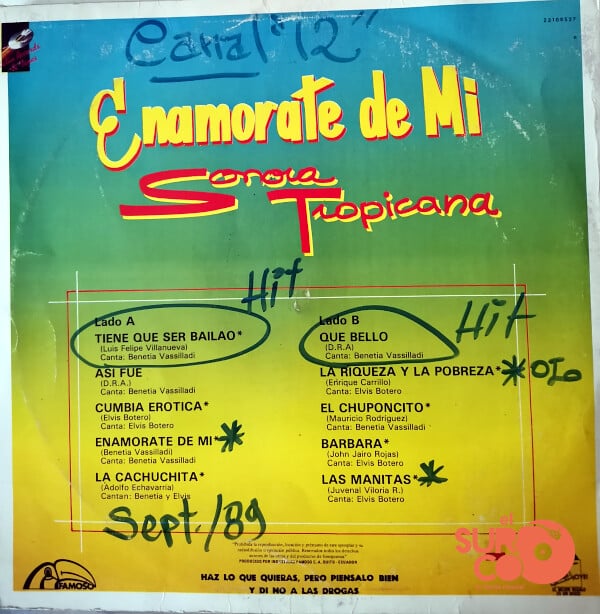 22100527
Canal "12"
Enamorate de Mi
Sonora
Tropicana
Hit
Lado A
TIENE QUE SER BAILAO*
(Luis Felipe Villanueva)
Canta: Benetia Vassilladi
ASI FUE
(D.R.A.)
Canta: Benetia Vassilladi
CUMBIA EROTICA*
(Elvis Botero)
Canta: Elvis Botero
ENAMORATE DE MI*
(Benetia Vassilladi)
Canta: Benetia Vassilladi
LA CACHUCHITA*
(Adolfo Echavarria)
Cantan: Benetia y Elvis
Hit
Lado B
QUE BELLO
(D.R.A)
Canta: Benetia Vassilladi
LA RIQUEZA Y LA POBREZA*
(Enrique Carrillo)
Canta: Elvis Botero
EL CHUPONCITO*
(Mauricio Rodriguez)
Canta: Benetia Vassilladi
BARBARA*
(John Jairo Rojas)
Canta: Elvis Botero
LAS MANITAS*
(Juvenal Viloria R.)
Canta: Elvis Botero
Sept./89
FAMOSO
HAZ LO QUE QUIERAS, PERO PIENSALO BIEN
Y DI NO A LAS DROGAS
el
SURCO